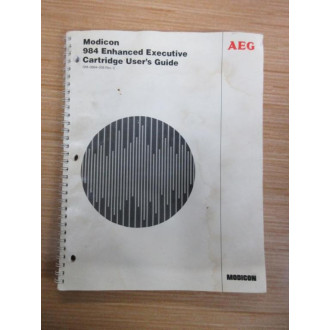 Modicon
984 Enhanced Executive
Cartridge User's Guide
AEG
MODICON